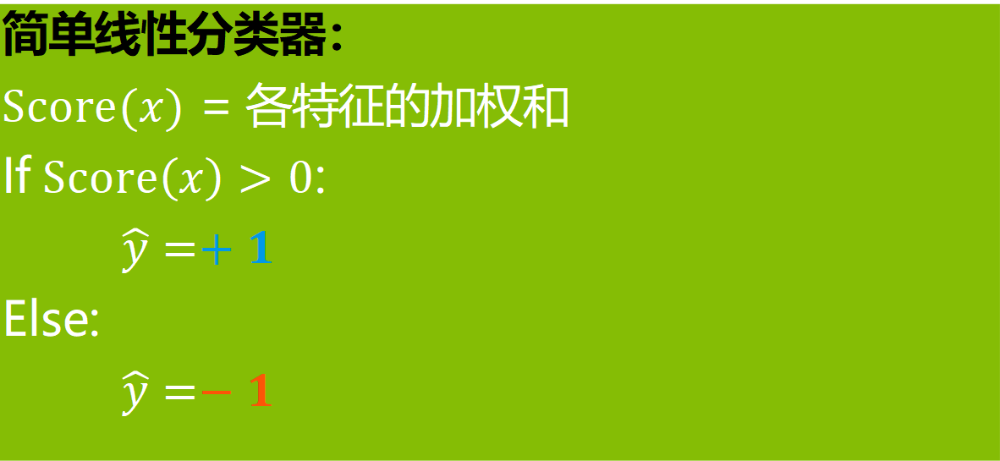 简单线性分类器：
Score(x) = 各特征的加权和
If Score(x) > 0:
ŷ =+ 1
Else:
ŷ =− 1